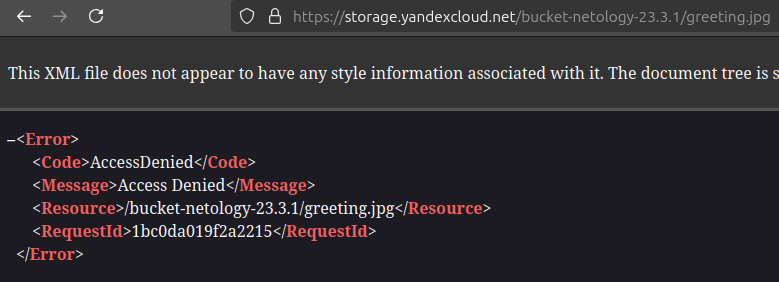 https://storage.yandexcloud.net/bucket-netology-23.3.1/greeting.jpg
This XML file does not appear to have any style information associated with it. The document tree is s
–<Error>
<Code>AccessDenied</Code>
<Message>Access Denied</Message>
<Resource>/bucket-netology-23.3.1/greeting.jpg</Resource>
<RequestId>1bc0da019f2a2215</RequestId>
</Error>